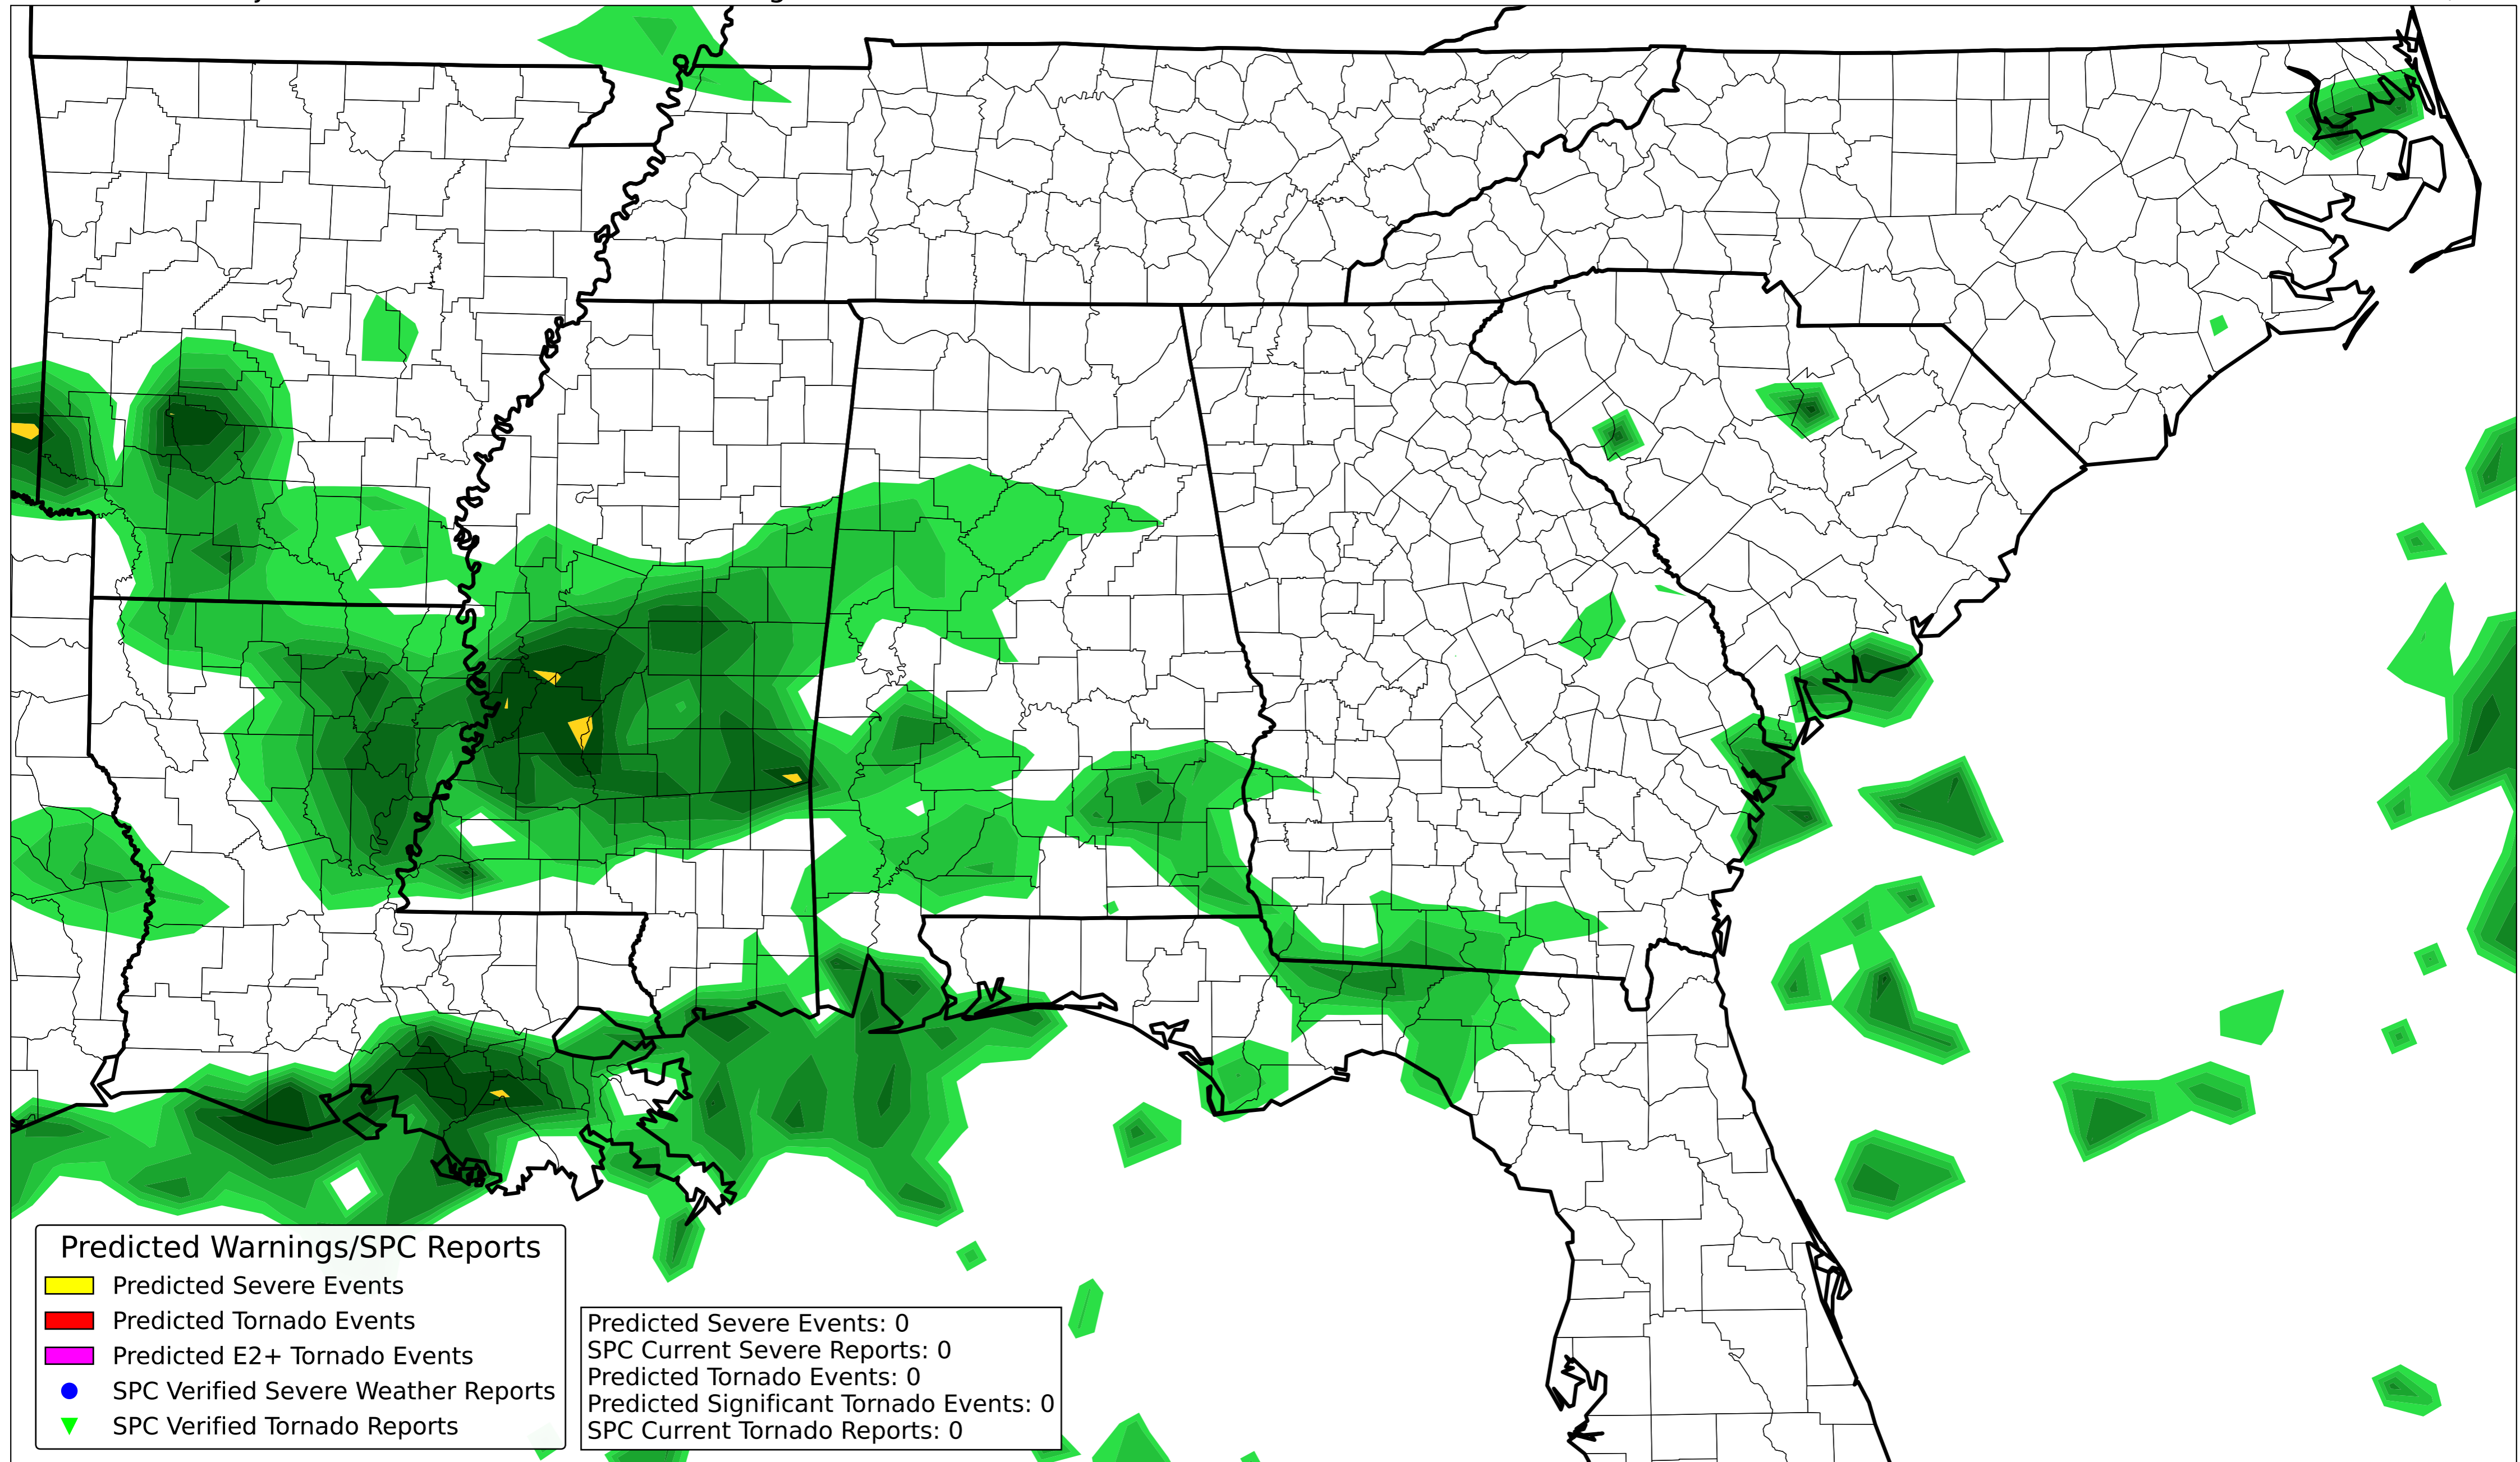 Predicted Warnings/SPC Reports
Predicted Severe Events
Predicted Tornado Events
Predicted E2+ Tornado Events
SPC Verified Severe Weather Reports
SPC Verified Tornado Reports
Predicted Severe Events: 0
SPC Current Severe Reports: 0
Predicted Tornado Events: 0
Predicted Significant Tornado Events: 0
SPC Current Tornado Reports: 0